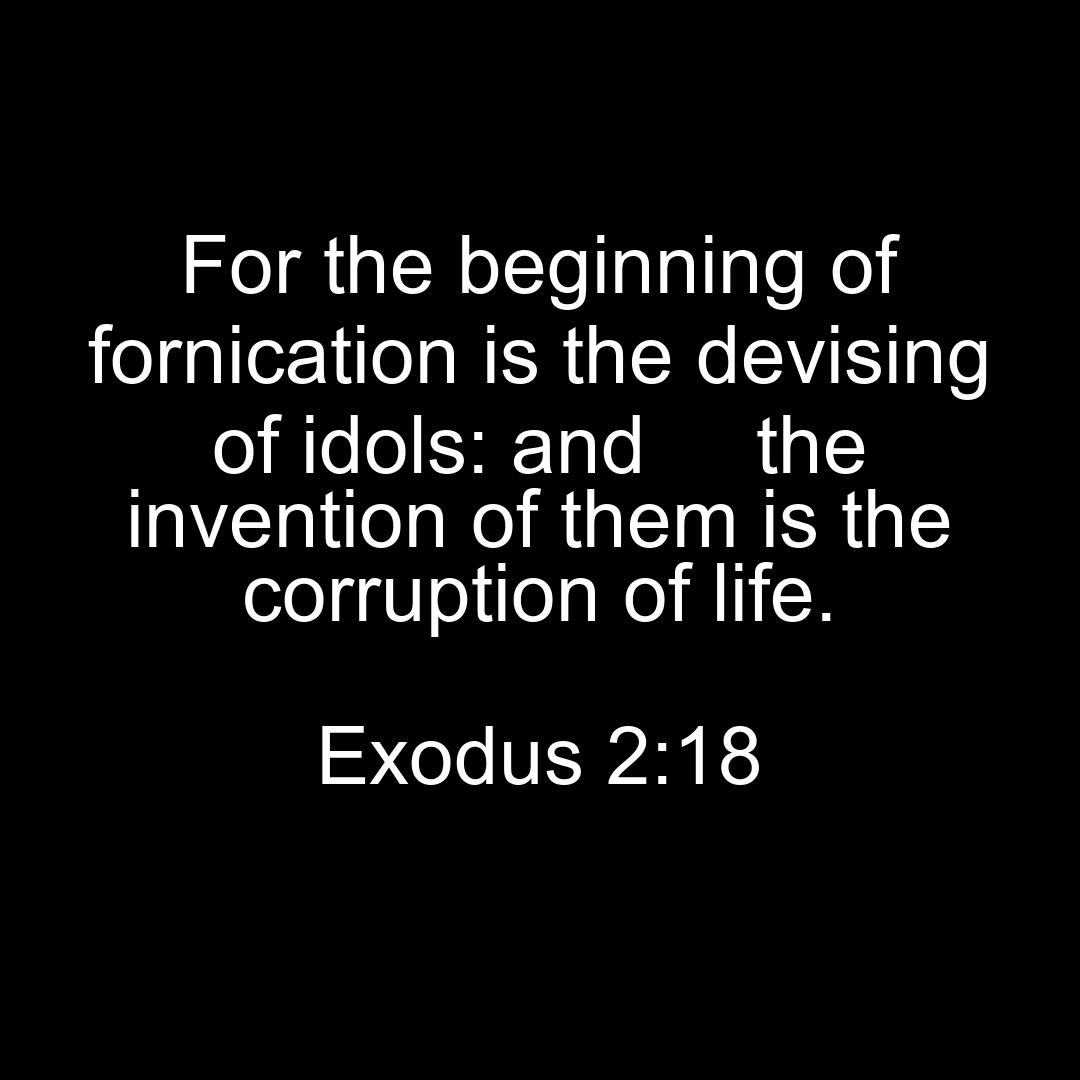 For the beginning of
fornication is the devising
of idols: and the
invention of them is the
corruption of life.
Exodus 2:18